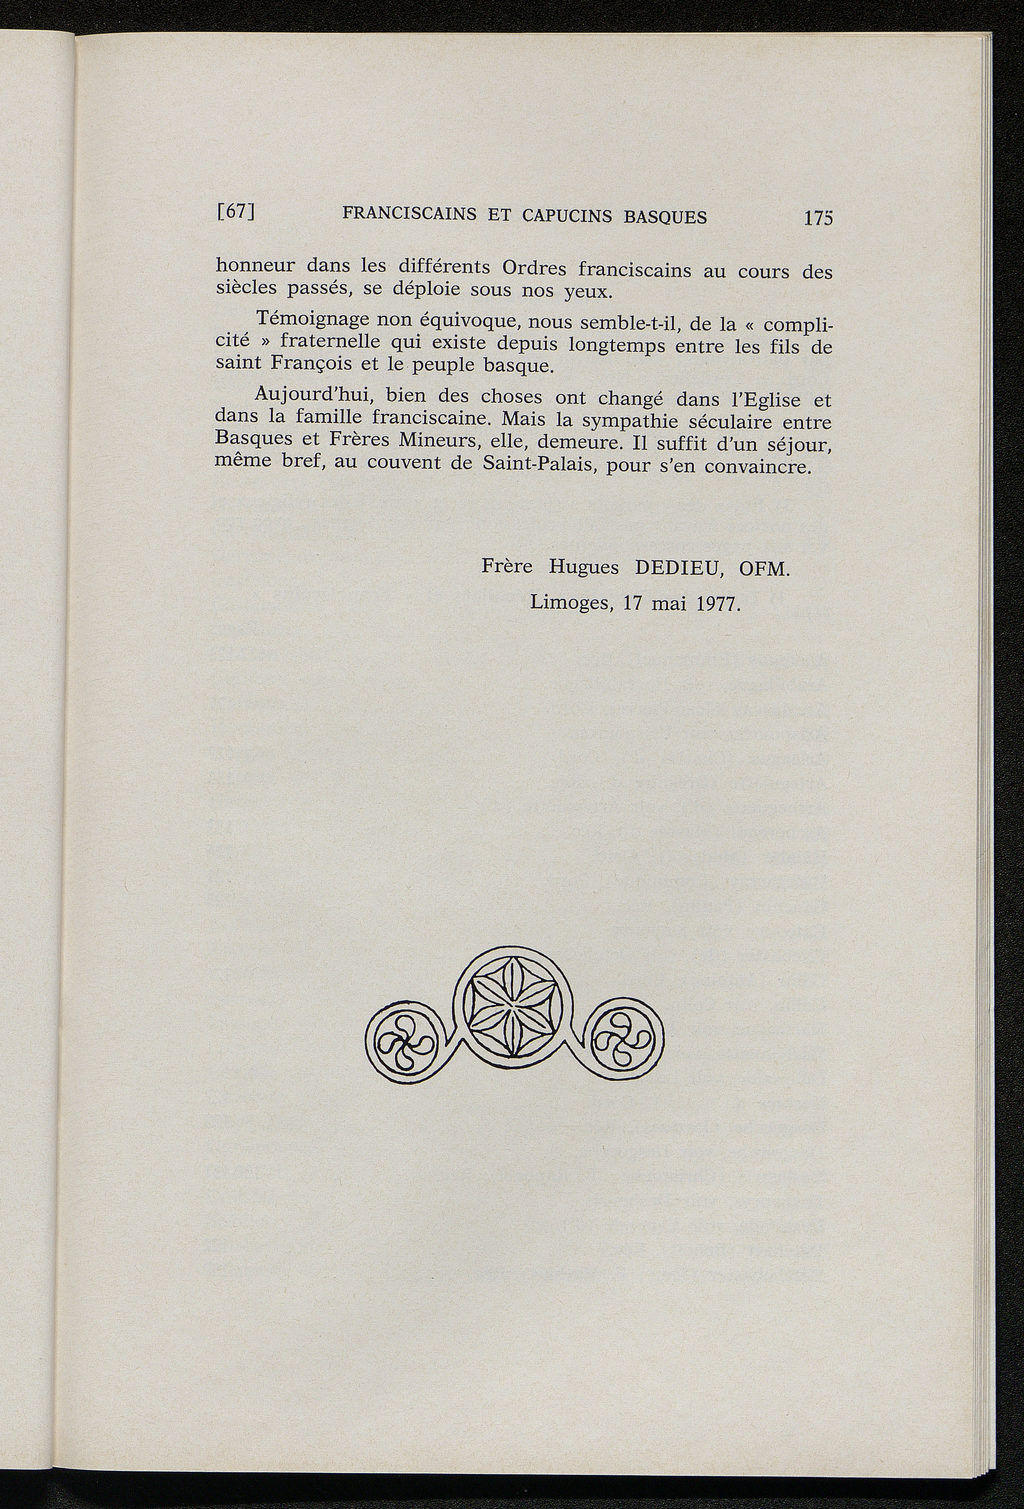 [67] FRANCISCAINS ET CAPUCINS BASQUES 175
honneur dans les différents Ordres franciscains au cours des
siècles passés, se déploie sous nos yeux.
Témoignage non équivoque, nous semble-t-il, de la « compli-
cité » fraternelle qui existe depuis longtemps entre les fils de
saint François et le peuple basque.
Aujourd'hui, bien des choses ont changé dans l'Eglise et
dans la famille franciscaine. Mais la sympathie séculaire entre
Basques et Frères Mineurs, elle, demeure. Il suffit d'un séjour,
même bref, au couvent de Saint-Palais, pour s'en convaincre.
Frère Hugues DEDIEU, OFM.
Limoges, 17 mai 1977.